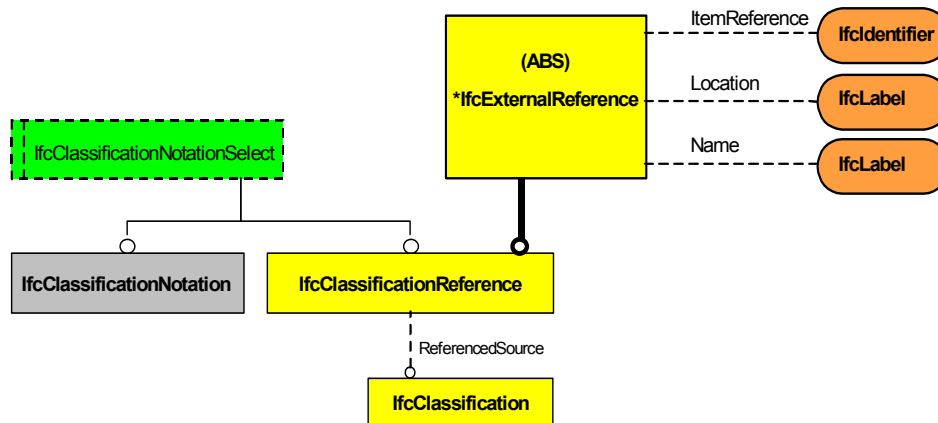 ItemReference
IfcIdentifier
(ABS)
*IfcExternalReference
Location
IfcLabel
Name
IfcLabel
IfcClassificationNotationSelect
IfcClassificationNotation
IfcClassificationReference
ReferencedSource
IfcClassification